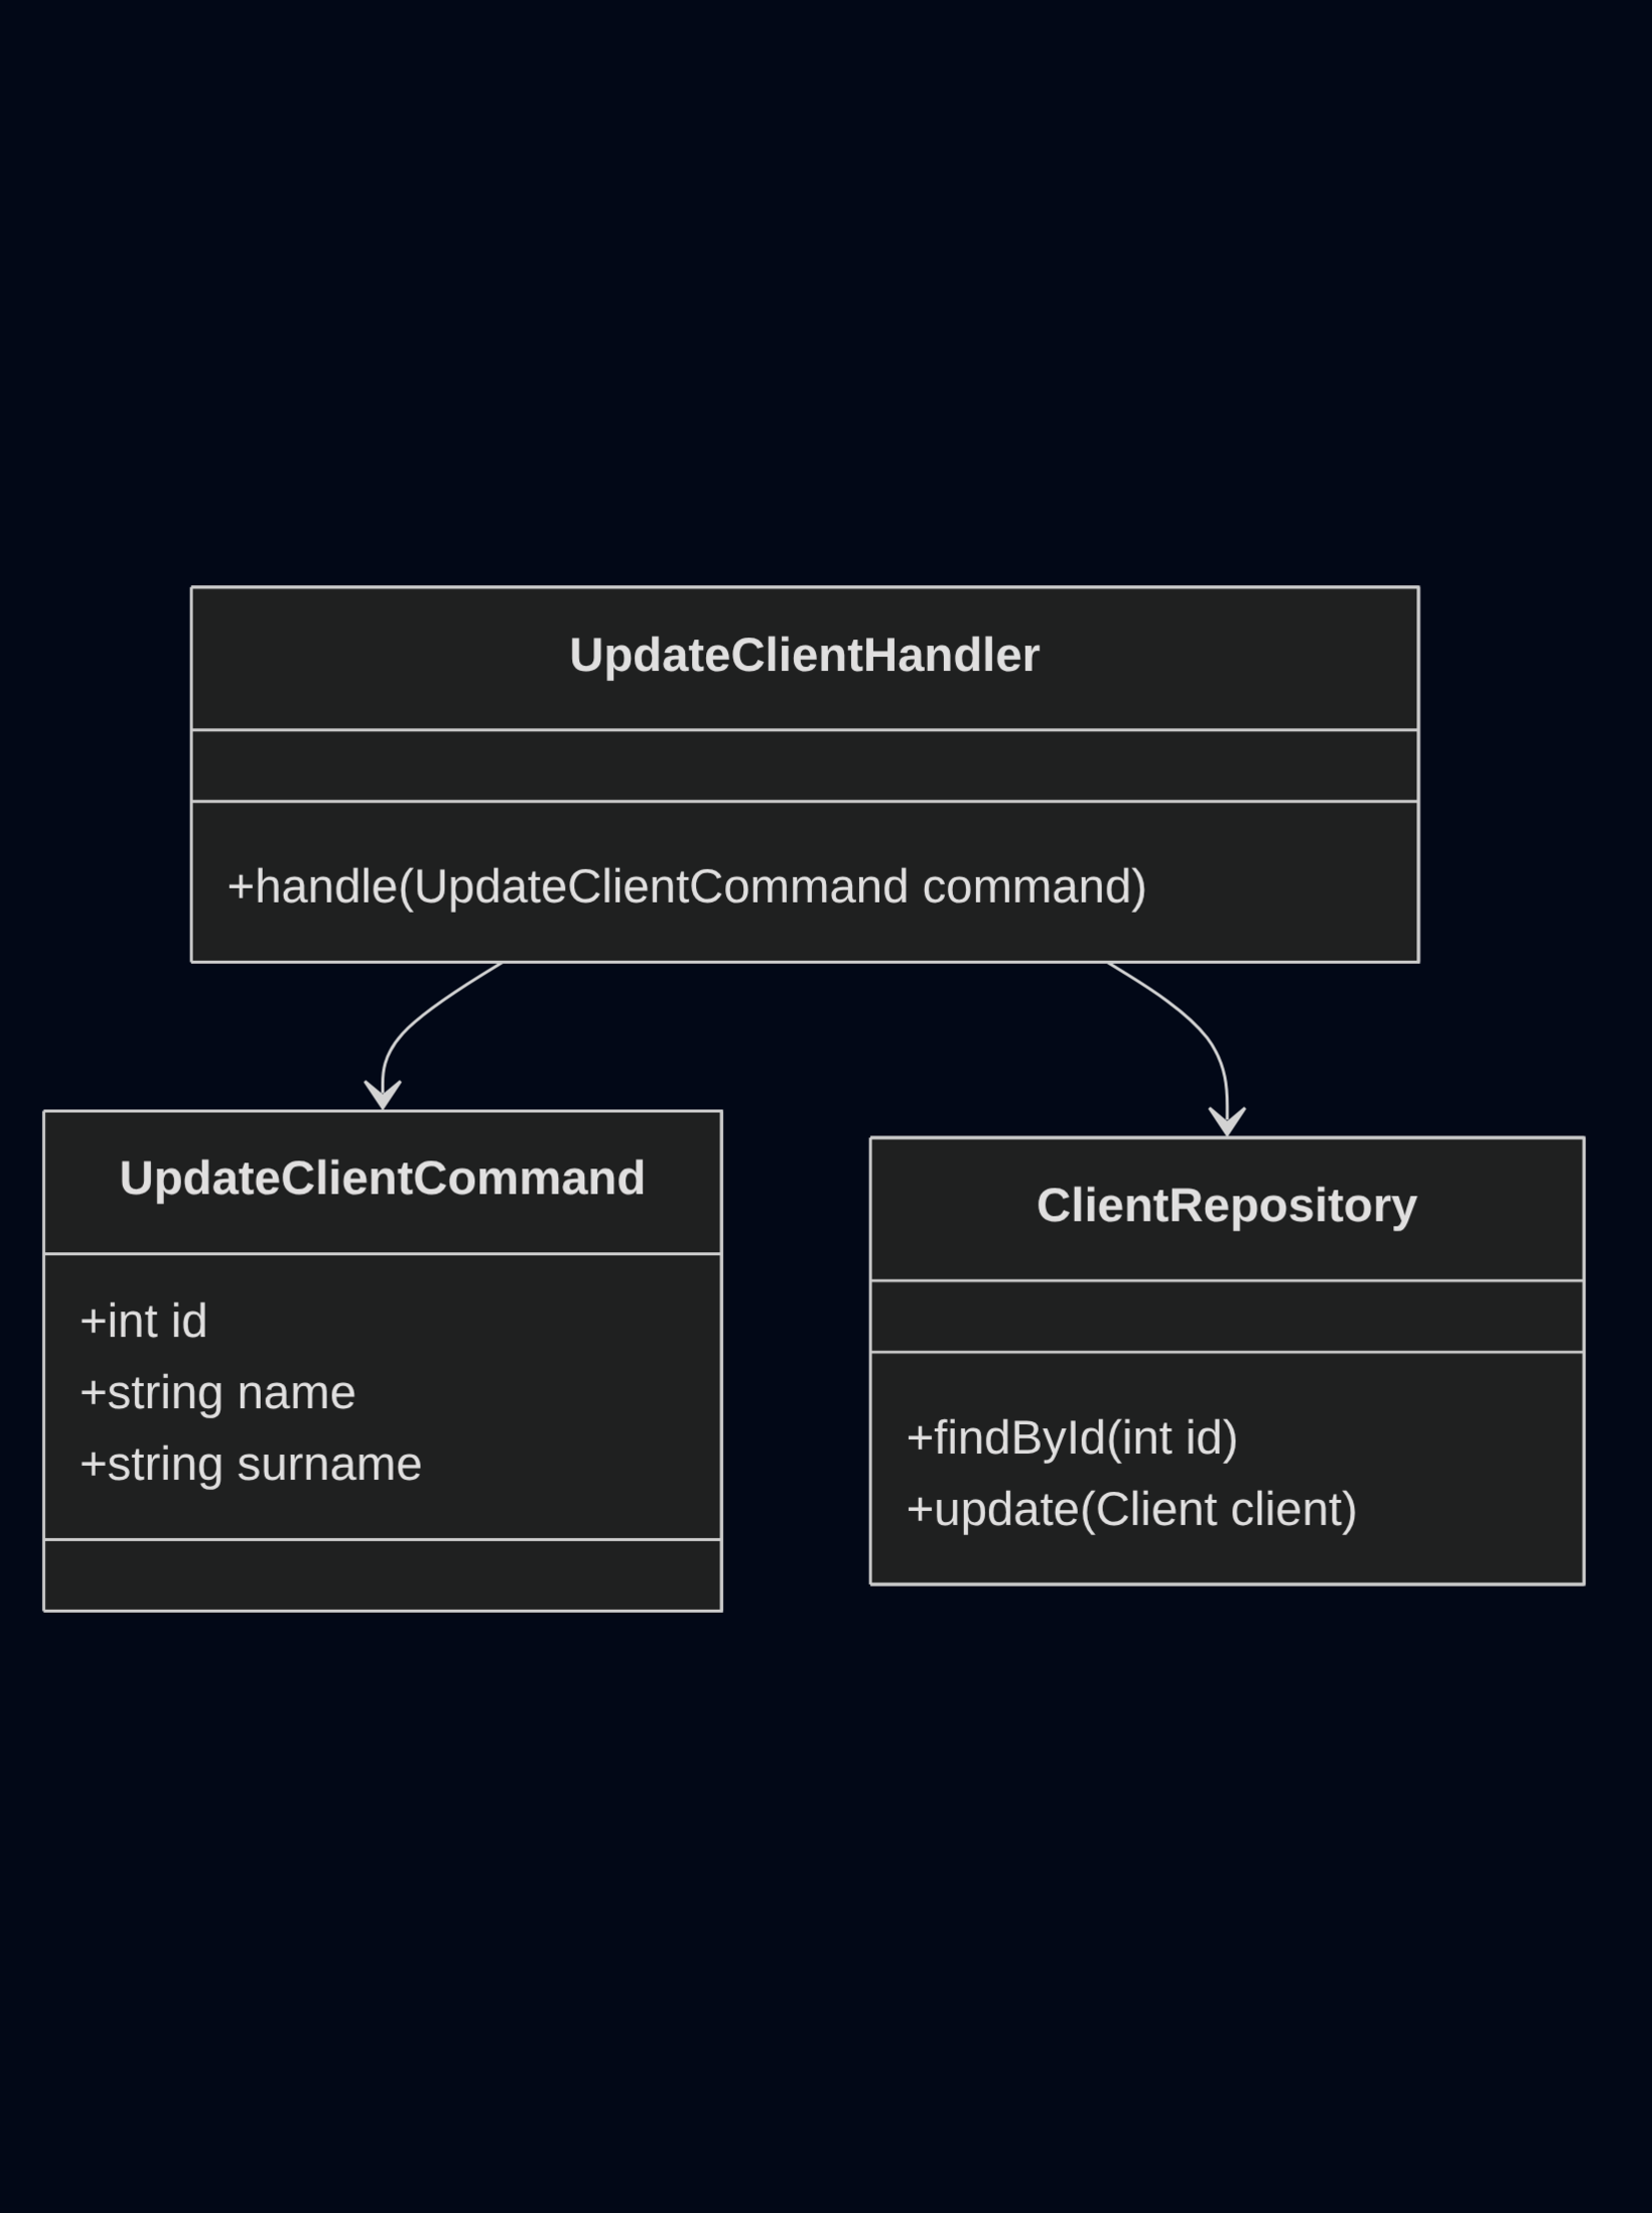 UpdateClientHandler
+handle(UpdateClientCommand command)
UpdateClientCommand
+int id
+string name
+string surname
ClientRepository
+findById(int id)
+update(Client client)